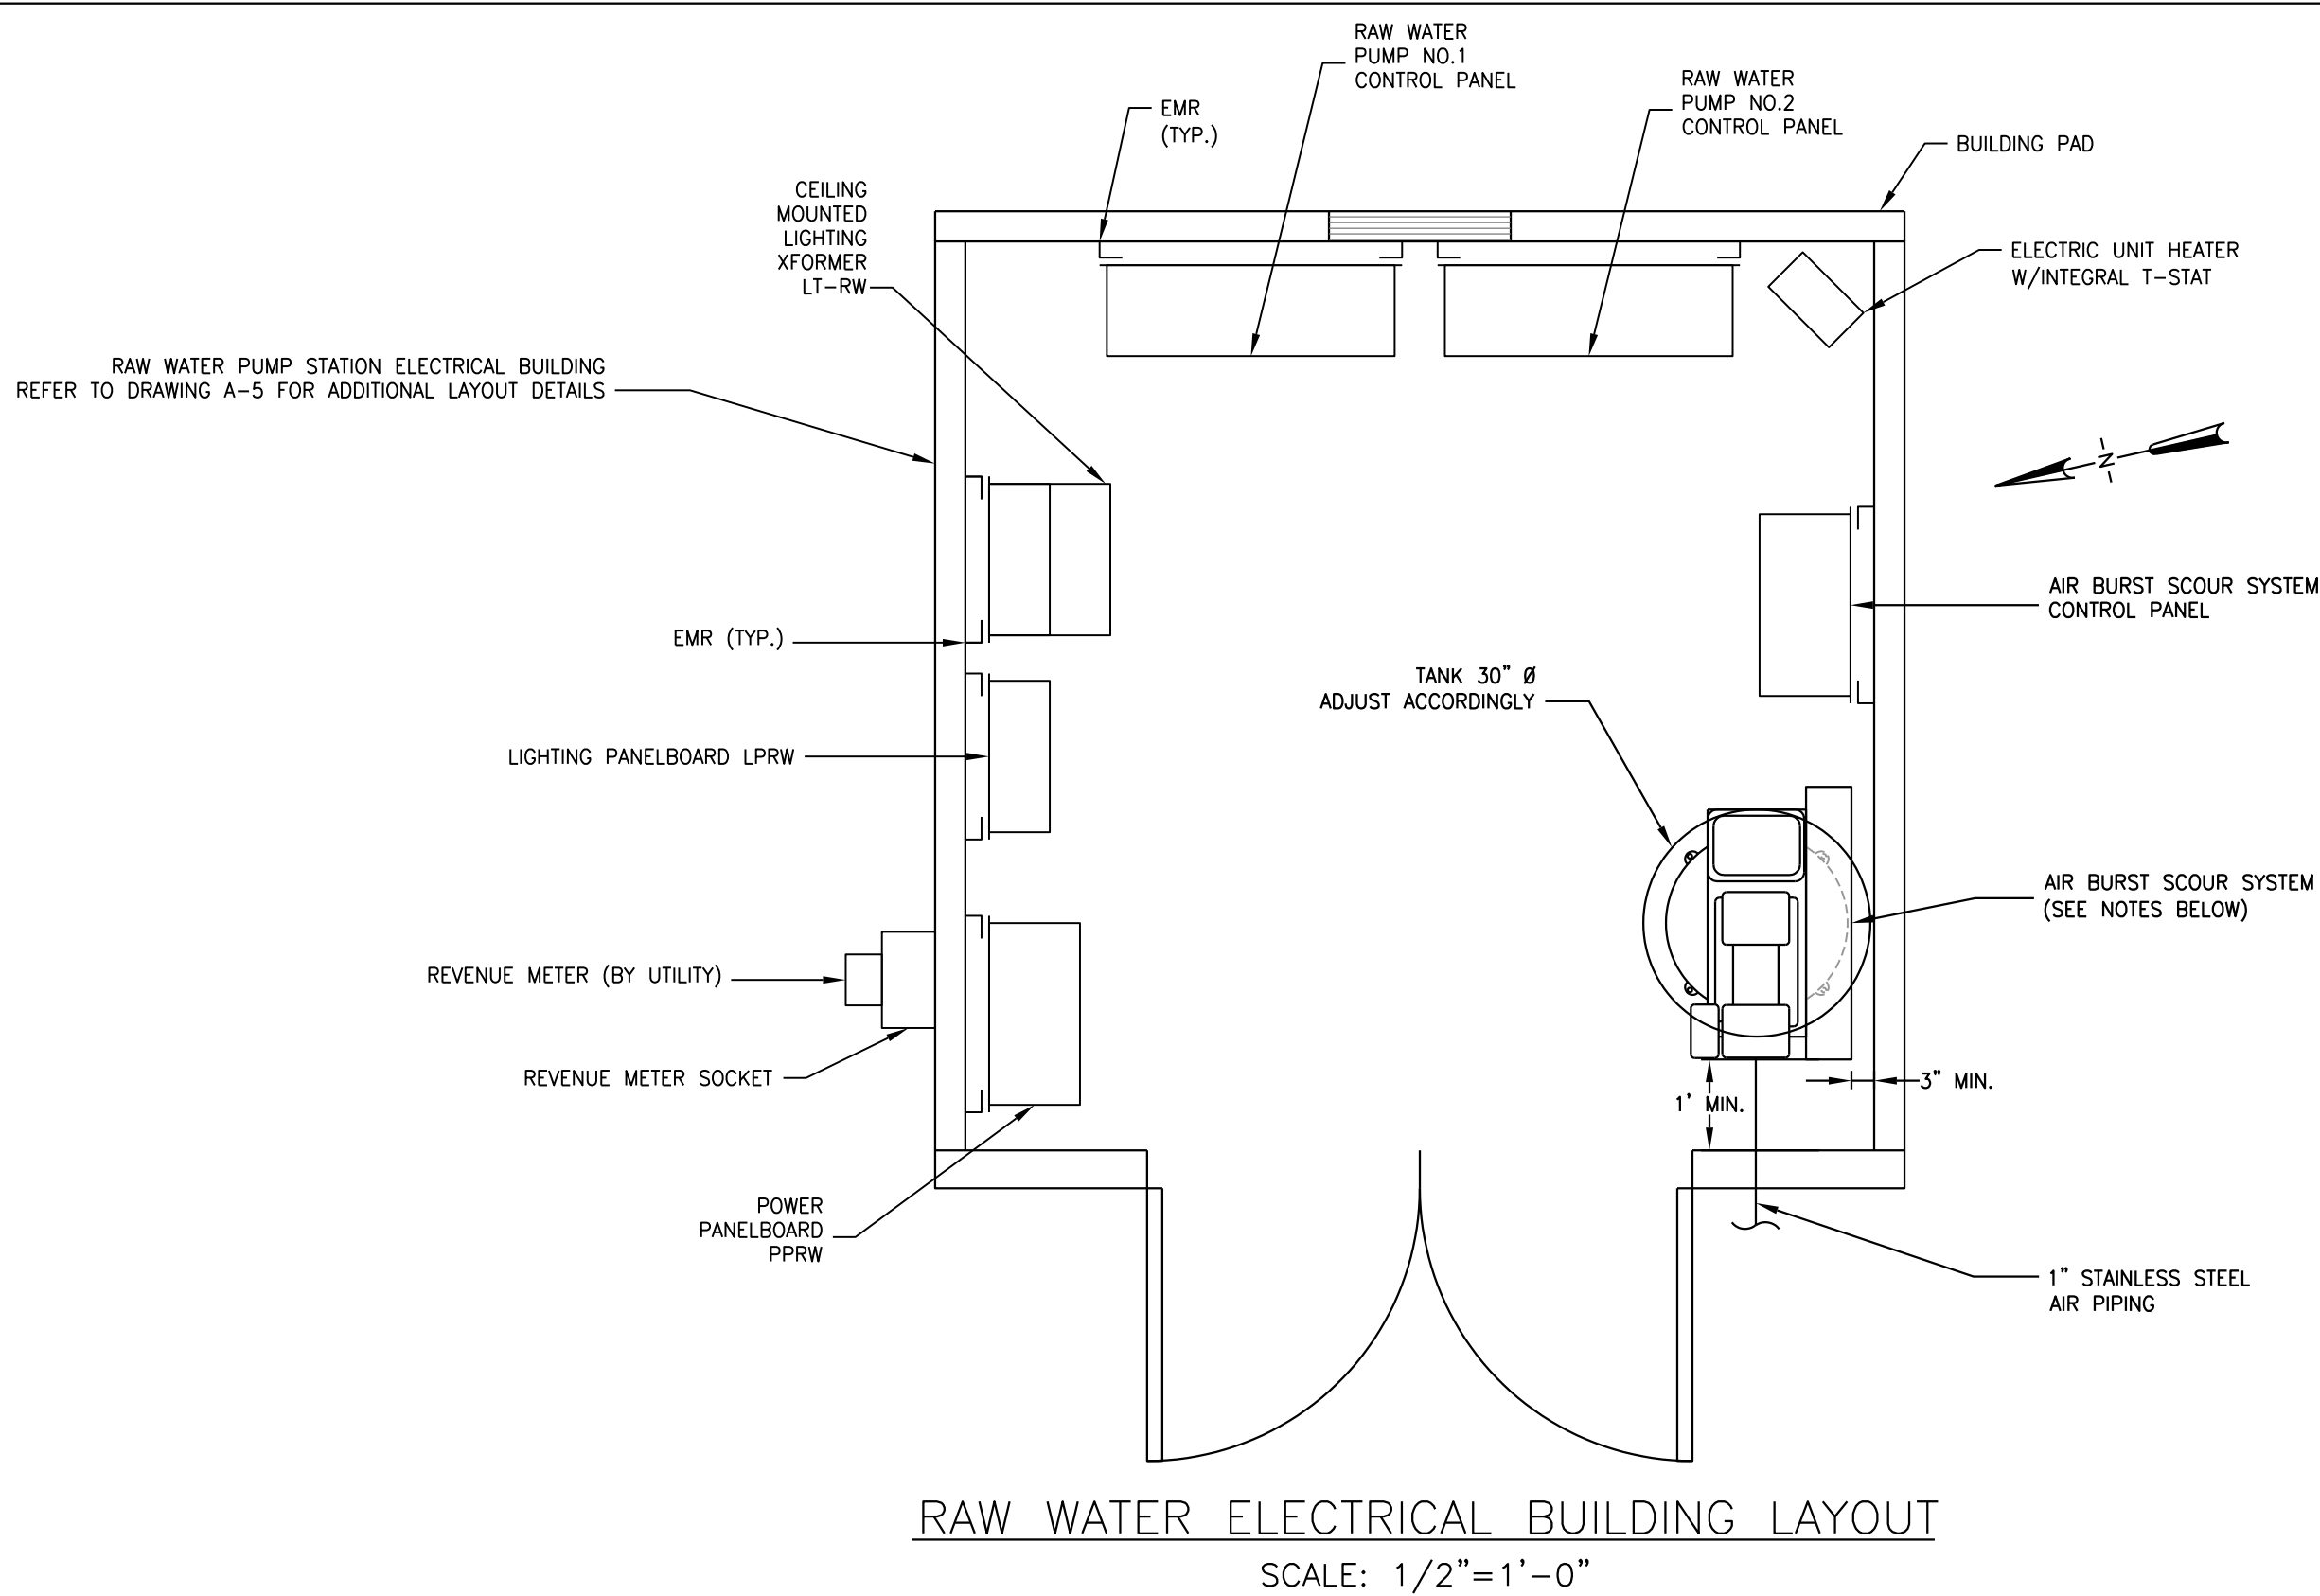 RAW WATER
PUMP NO.1
CONTROL PANEL
RAW WATER
PUMP NO.2
CONTROL PANEL
EMR
(TYP.)
BUILDING PAD
CEILING
MOUNTED
LIGHTING
XFORMER
LT-RW
ELECTRIC UNIT HEATER
W/INTEGRAL T-STAT
RAW WATER PUMP STATION ELECTRICAL BUILDING
REFER TO DRAWING A-5 FOR ADDITIONAL LAYOUT DETAILS
N
AIR BURST SCOUR SYSTEM
CONTROL PANEL
EMR (TYP.)
TANK 30" Ø
ADJUST ACCORDINGLY
LIGHTING PANELBOARD LPRW
AIR BURST SCOUR SYSTEM
(SEE NOTES BELOW)
REVENUE METER (BY UTILITY)
REVENUE METER SOCKET
3" MIN.
1' MIN.
POWER
PANELBOARD
PPRW
1" STAINLESS STEEL
AIR PIPING
RAW WATER ELECTRICAL BUILDING LAYOUT
SCALE: 1/2"=1'-0"